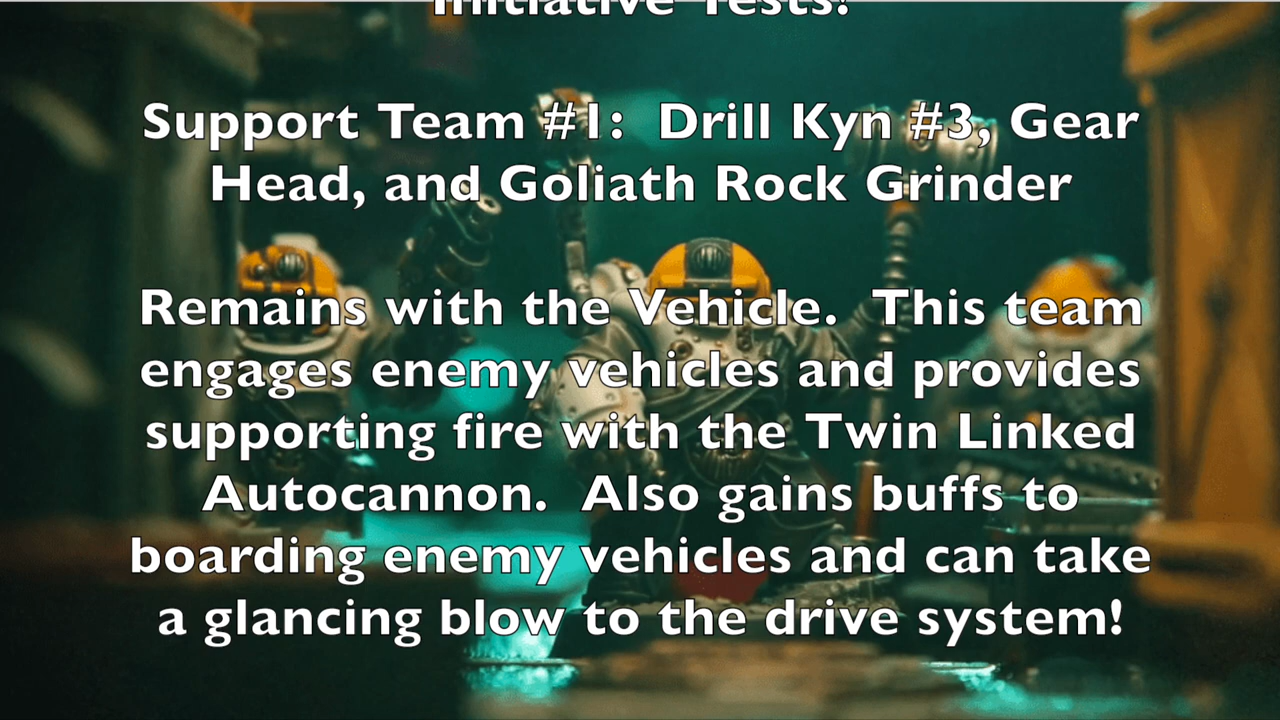 Initiative Tests!
Support Team #1:  Drill Kyn #3, Gear
Head, and Goliath Rock Grinder
Remains with the Vehicle.  This team
engages enemy vehicles and provides
supporting fire with the Twin Linked
Autocannon.  Also gains buffs to
boarding enemy vehicles and can take
a glancing blow to the drive system!